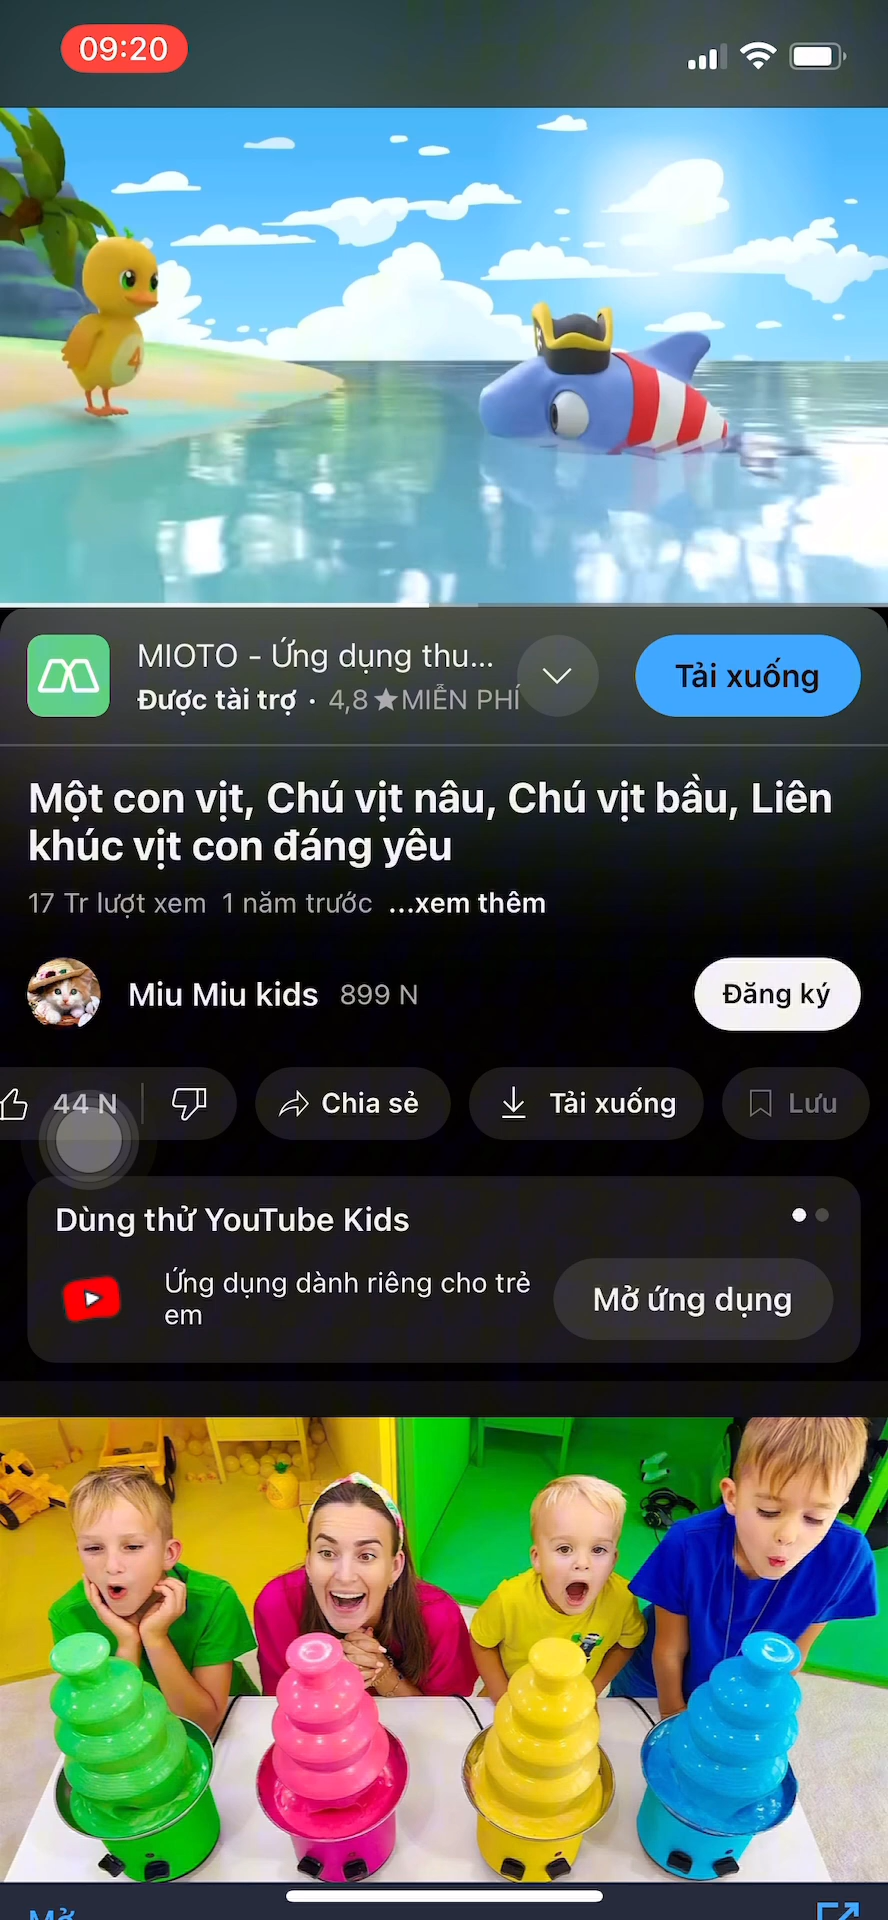 09:20
4
MIOTO - Ứng dụng thu...
Được tài trợ · 4,8★MIỄN PHÍ
Tải xuống
Một con vịt, Chú vịt nâu, Chú vịt bầu, Liên
khúc vịt con đáng yêu
17 Tr lượt xem 1 năm trước ...xem thêm
Miu Miu kids 899 N
Đăng ký
44 N
Chia sẻ
Tải xuống
Lưu
Dùng thử YouTube Kids
Ứng dụng dành riêng cho trẻ
em
Mở ứng dụng
Mở